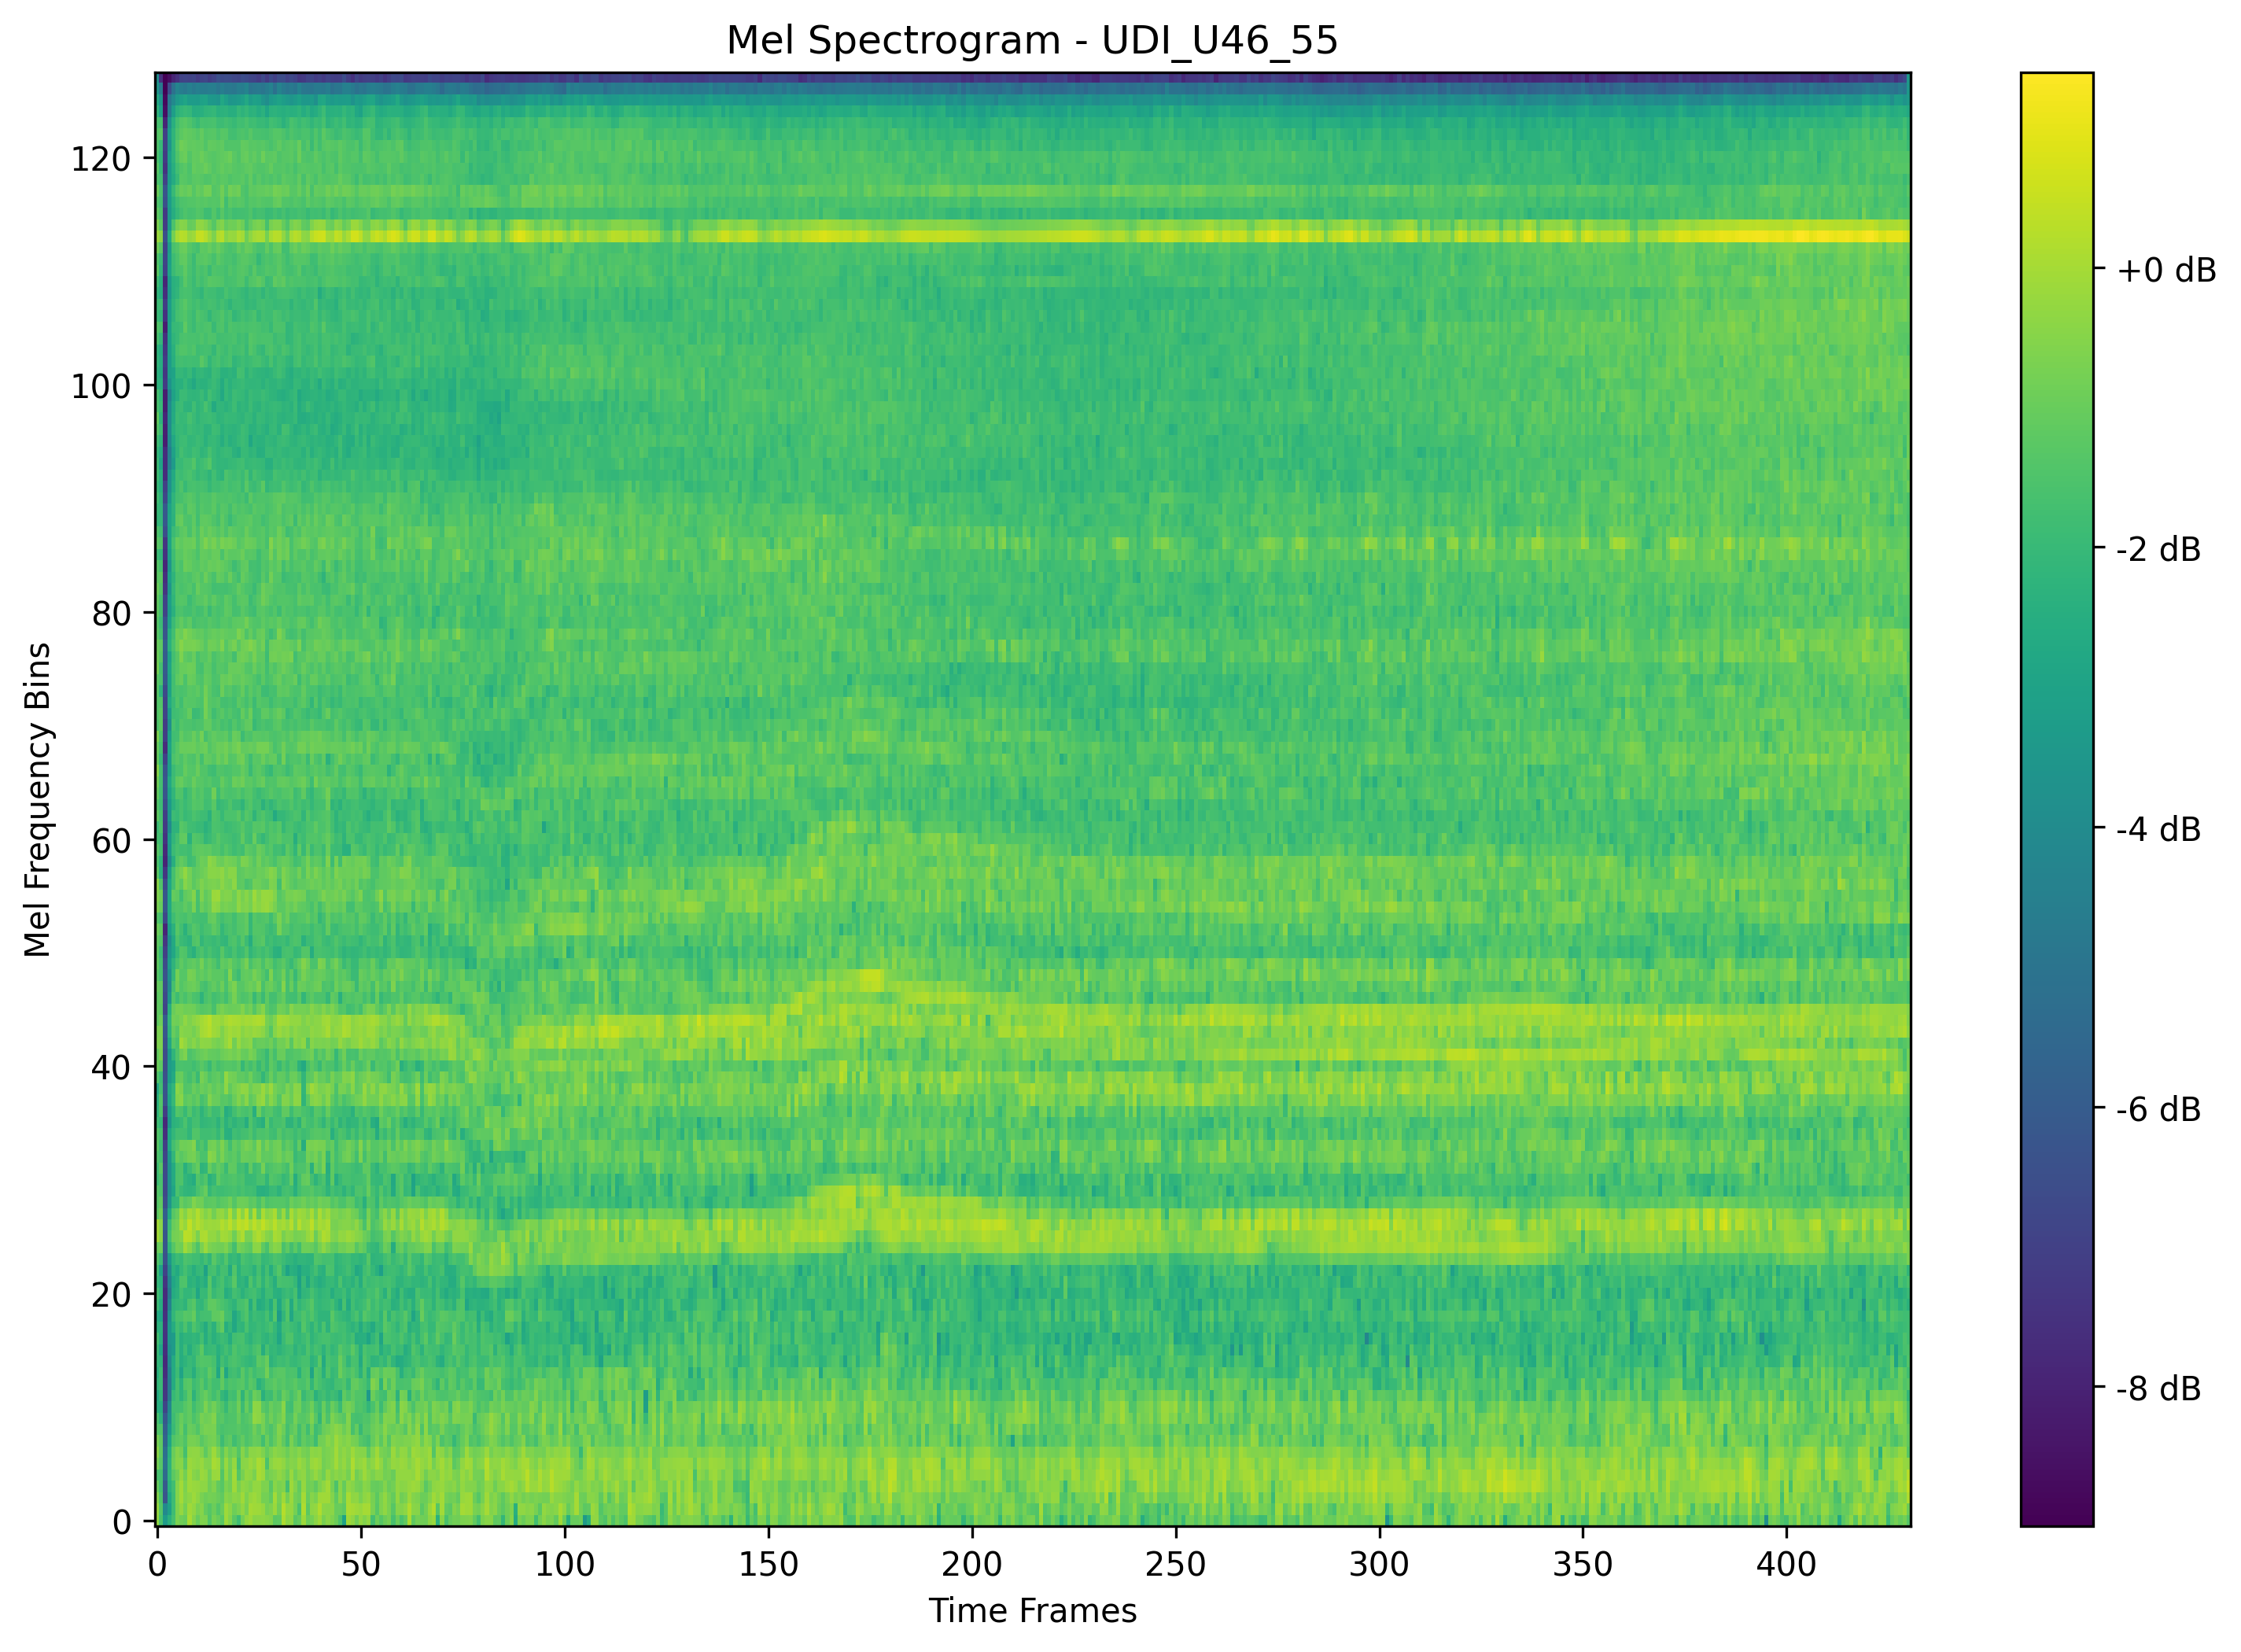 Mel Spectrogram - UDI_U46_55
120
100
80
60
40
20
0
Mel Frequency Bins
0 50 100 150 200 250 300 350 400
Time Frames
+0 dB
-2 dB
-4 dB
-6 dB
-8 dB